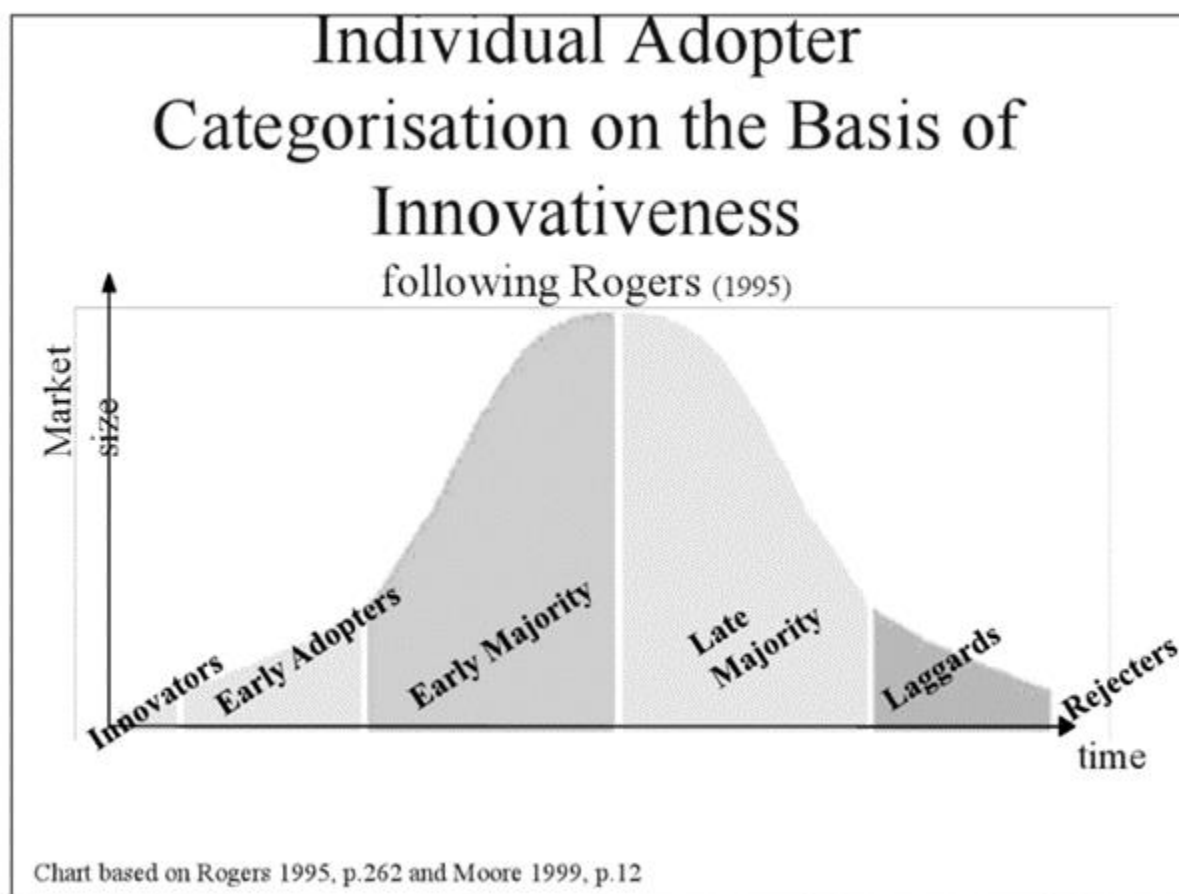 Individual Adopter
Categorisation on the Basis of
Innovativeness
following Rogers (1995)
Market
size
Innovators
Early Adopters
Early Majority
Late
Majority
Laggards
Rejecters
time
Chart based on Rogers 1995, p.262 and Moore 1999, p.12